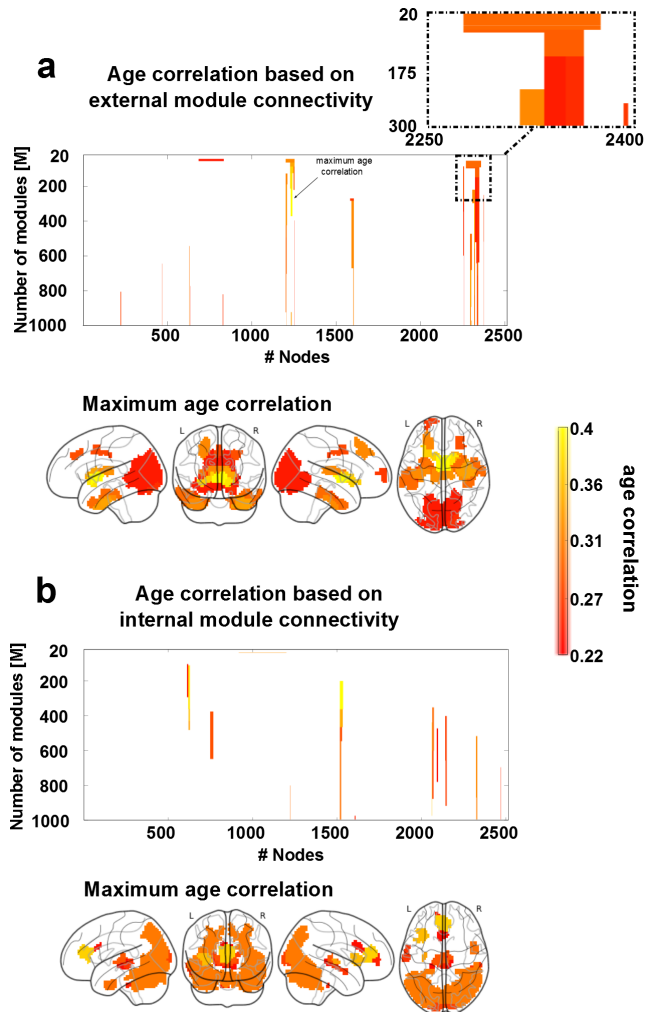 a
Age correlation based on
external module connectivity
20
175
300
2250
2400
Number of modules [M]
20
200
400
600
800
1000
maximum age
correlation
500
1000
1500
2000
2500
# Nodes
Maximum age correlation
L
R
L
R
0.4
0.36
0.31
0.27
0.22
age correlation
b
Age correlation based on
internal module connectivity
Number of modules [M]
20
200
400
600
800
1000
500
1000
1500
2000
2500
# Nodes
Maximum age correlation
L
R
L
R